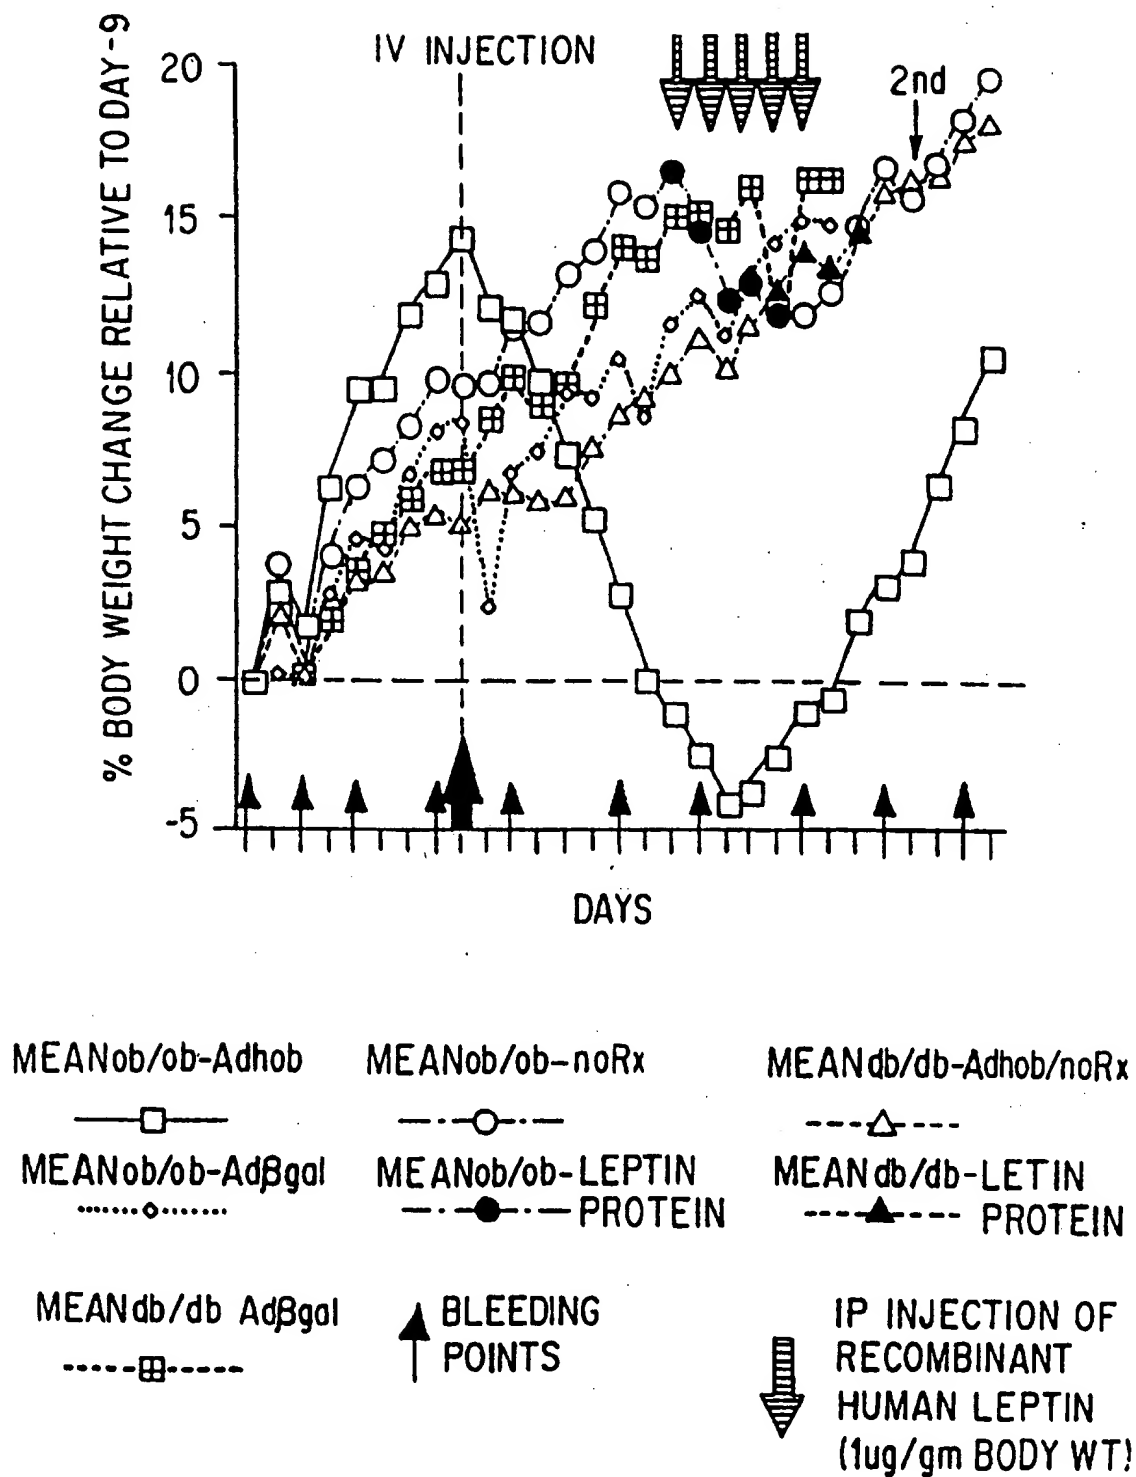 % BODY WEIGHT CHANGE RELATIVE TO DAY-9
IV INJECTION
2nd
20
15
10
5
0
-5
DAYS
MEANob/ob-Adhob
MEANob/ob-noRx
MEANdb/db-Adhob/noRx
MEANob/ob-Adβgal
MEANob/ob-LEPTIN
PROTEIN
MEANdb/db-LETIN
PROTEIN
MEANdb/db Adβgal
BLEEDING
POINTS
IP INJECTION OF
RECOMBINANT
HUMAN LEPTIN
(1ug/gm BODY WT)